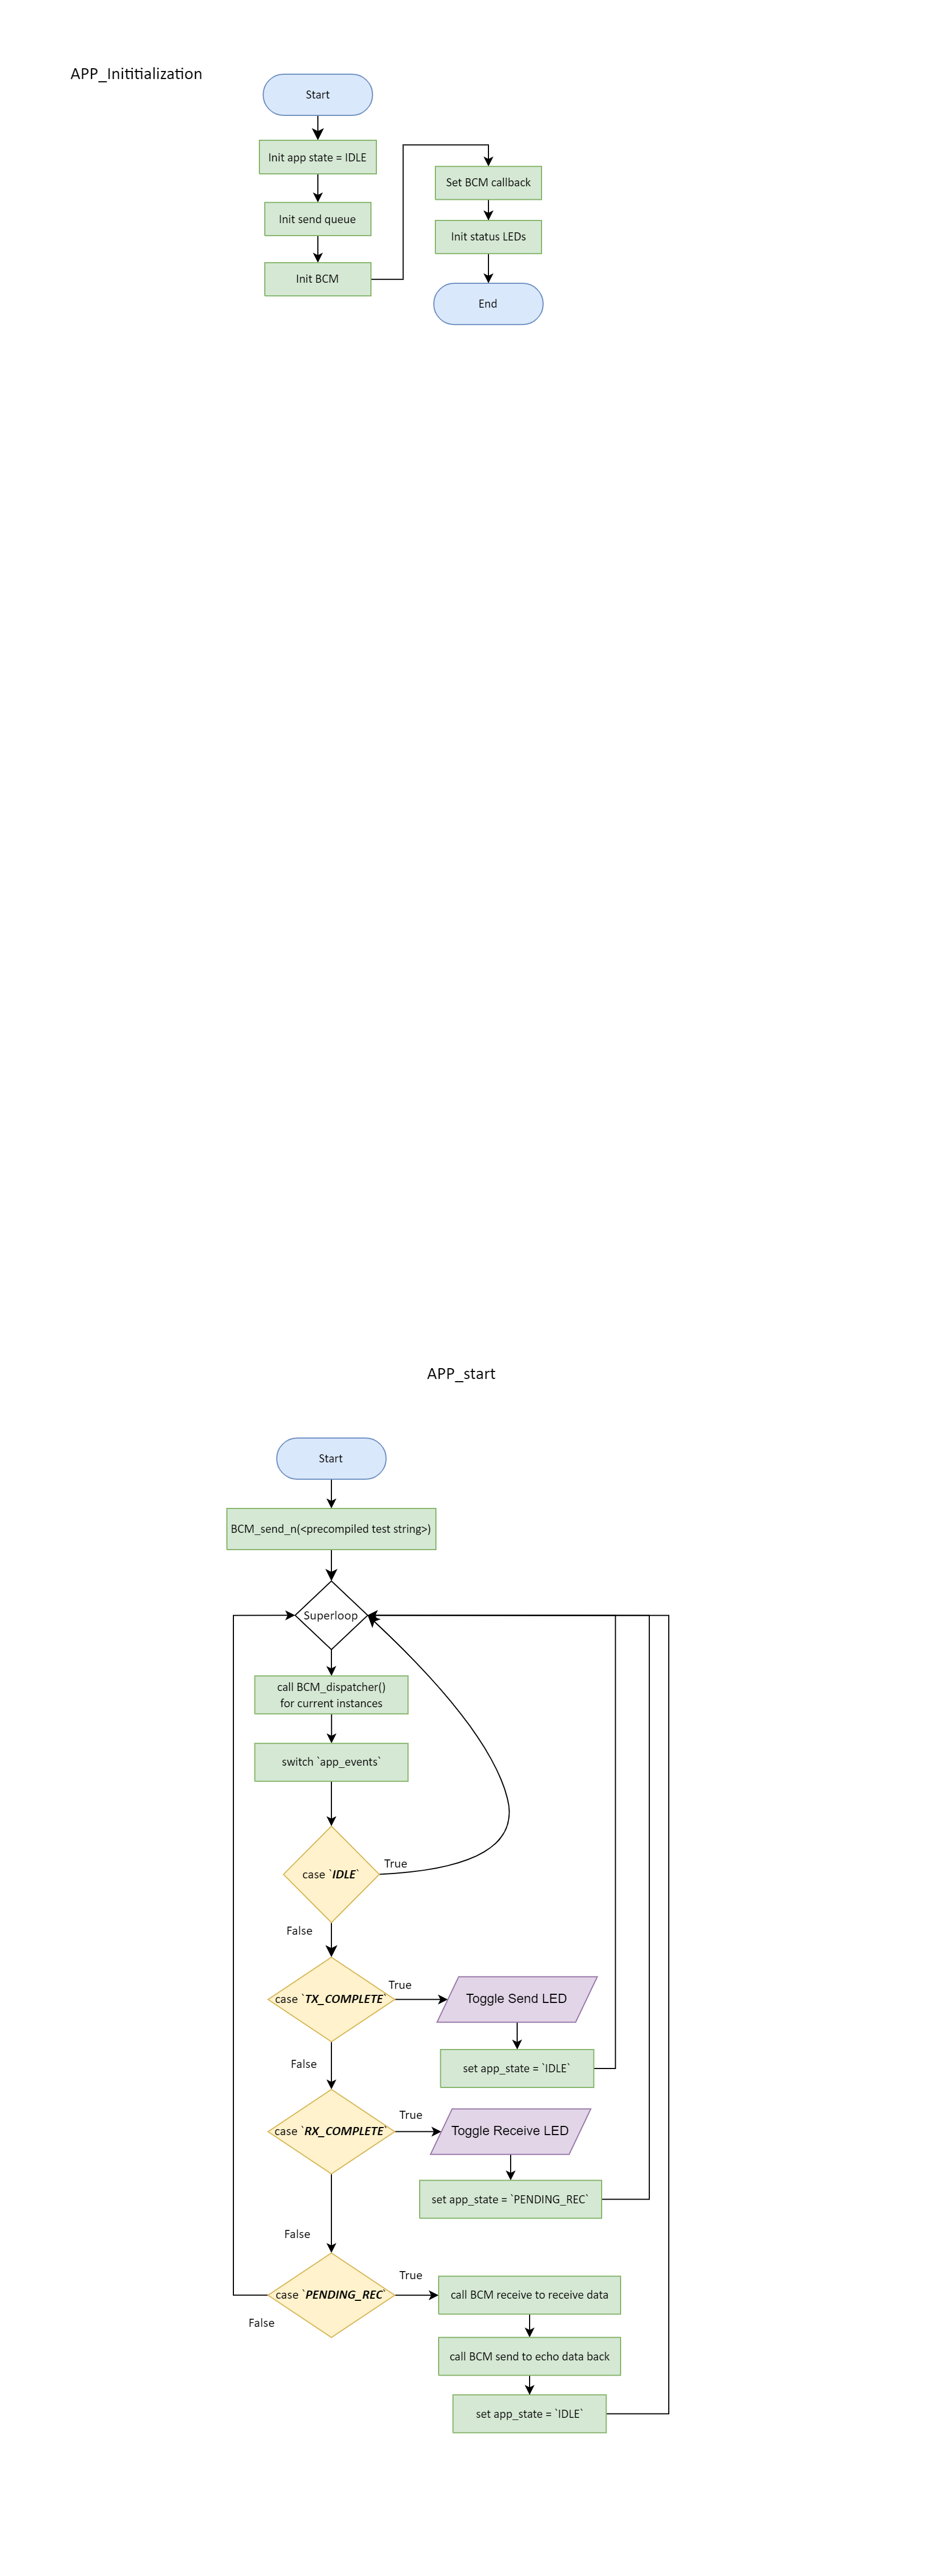 APP_Inititialization
Start
Init app state = IDLE
Init send queue
Init BCM
Set BCM callback
Init status LEDs
End
APP_start
Start
BCM_send_n(<precompiled test string>)
Superloop
call BCM_dispatcher()
for current instances
switch `app_events`
case `IDLE`
True
False
case `TX_COMPLETE`
True
Toggle Send LED
set app_state = `IDLE`
False
case `RX_COMPLETE`
True
Toggle Receive LED
set app_state = `PENDING_REC`
False
case `PENDING_REC`
True
call BCM receive to receive data
False
call BCM send to echo data back
set app_state = `IDLE`